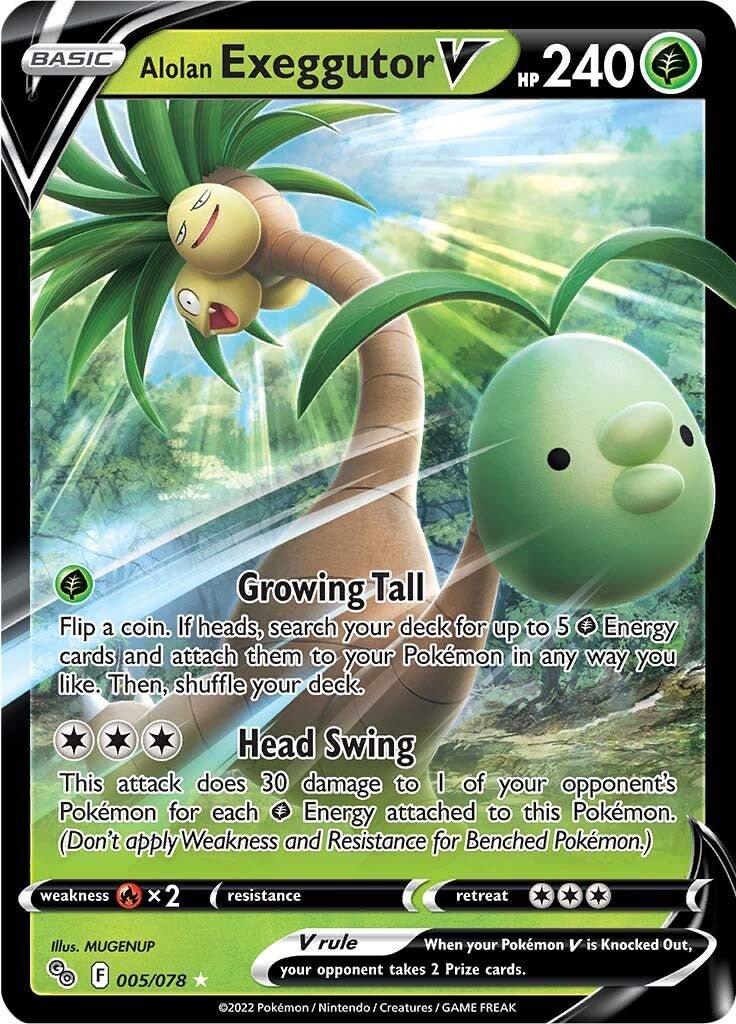 BASIC
Alolan Exeggutor V
HP 240
Growing Tall
Flip a coin. If heads, search your deck for up to 5 Energy
cards and attach them to your Pokémon in any way you
like. Then, shuffle your deck.
Head Swing
This attack does 30 damage to 1 of your opponent's
Pokémon for each Energy attached to this Pokémon.
(Don't apply Weakness and Resistance for Benched Pokémon.)
weakness ×2 resistance retreat
Illus. MUGENUP
V rule When your Pokémon V is Knocked Out,
your opponent takes 2 Prize cards.
GO F 005/078 ★
©2022 Pokémon / Nintendo / Creatures / GAME FREAK